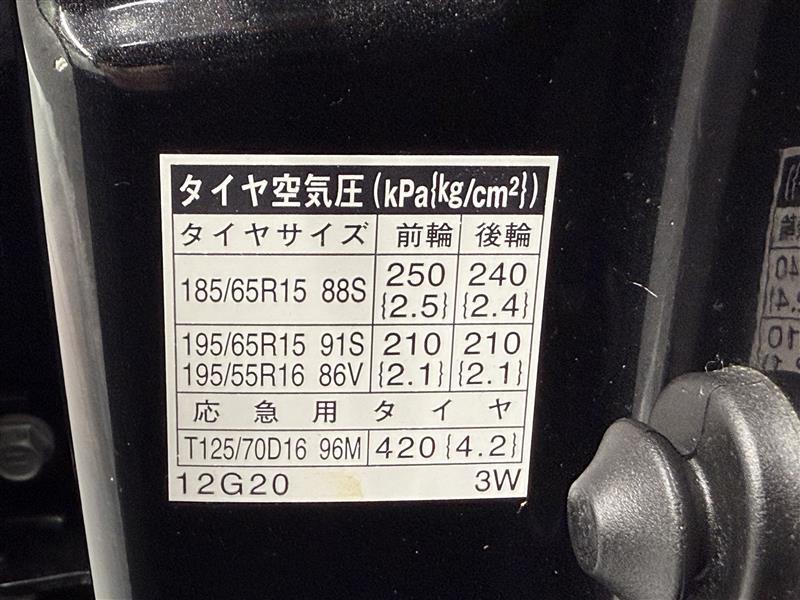 タイヤ空気圧(kPa{kg/cm²})
タイヤサイズ 前輪 後輪
185/65R15 88S 250 {2.5} 240 {2.4}
195/65R15 91S 210 210
195/55R16 86V {2.1} {2.1}
応急用タイヤ
T125/70D16 96M 420{4.2}
12G20 3W